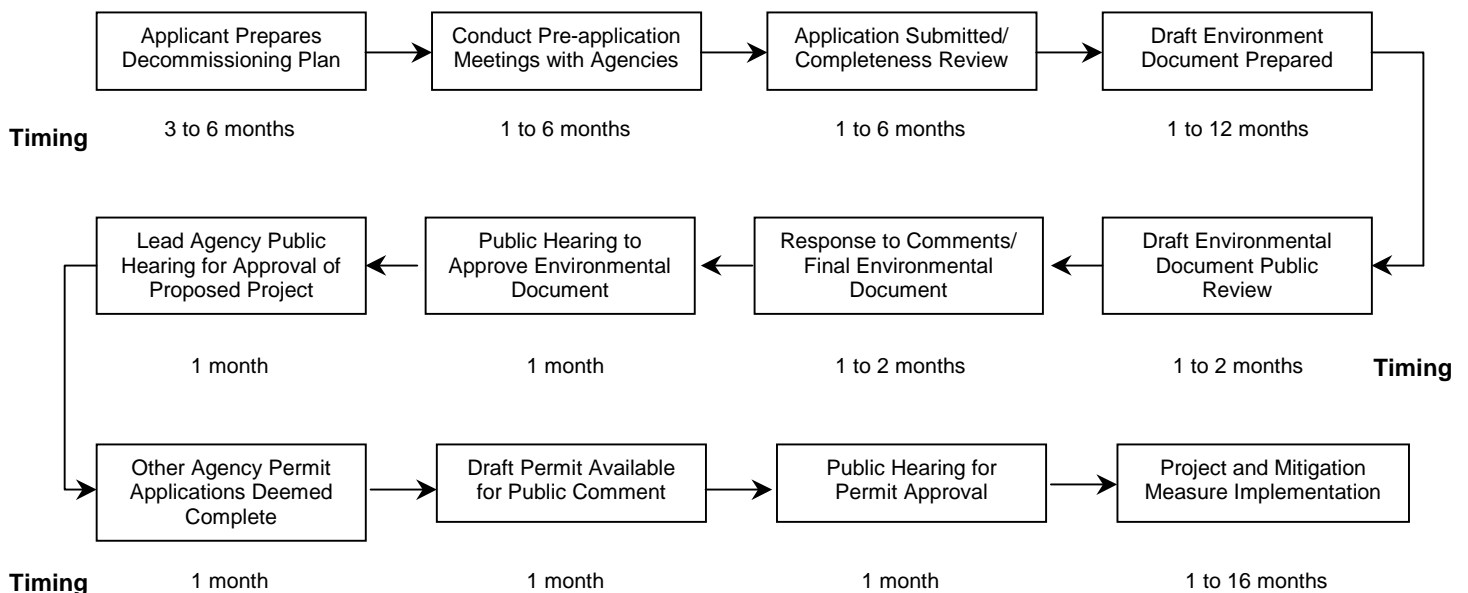 Applicant Prepares
Decommissioning Plan
Conduct Pre-application
Meetings with Agencies
Application Submitted/
Completeness Review
Draft Environment
Document Prepared
Timing
3 to 6 months
1 to 6 months
1 to 6 months
1 to 12 months
Draft Environmental
Document Public
Review
Response to Comments/
Final Environmental
Document
Public Hearing to
Approve Environmental
Document
Lead Agency Public
Hearing for Approval of
Proposed Project
1 month
1 month
1 to 2 months
1 to 2 months
Timing
Other Agency Permit
Applications Deemed
Complete
Draft Permit Available
for Public Comment
Public Hearing for
Permit Approval
Project and Mitigation
Measure Implementation
Timing
1 month
1 month
1 month
1 to 16 months